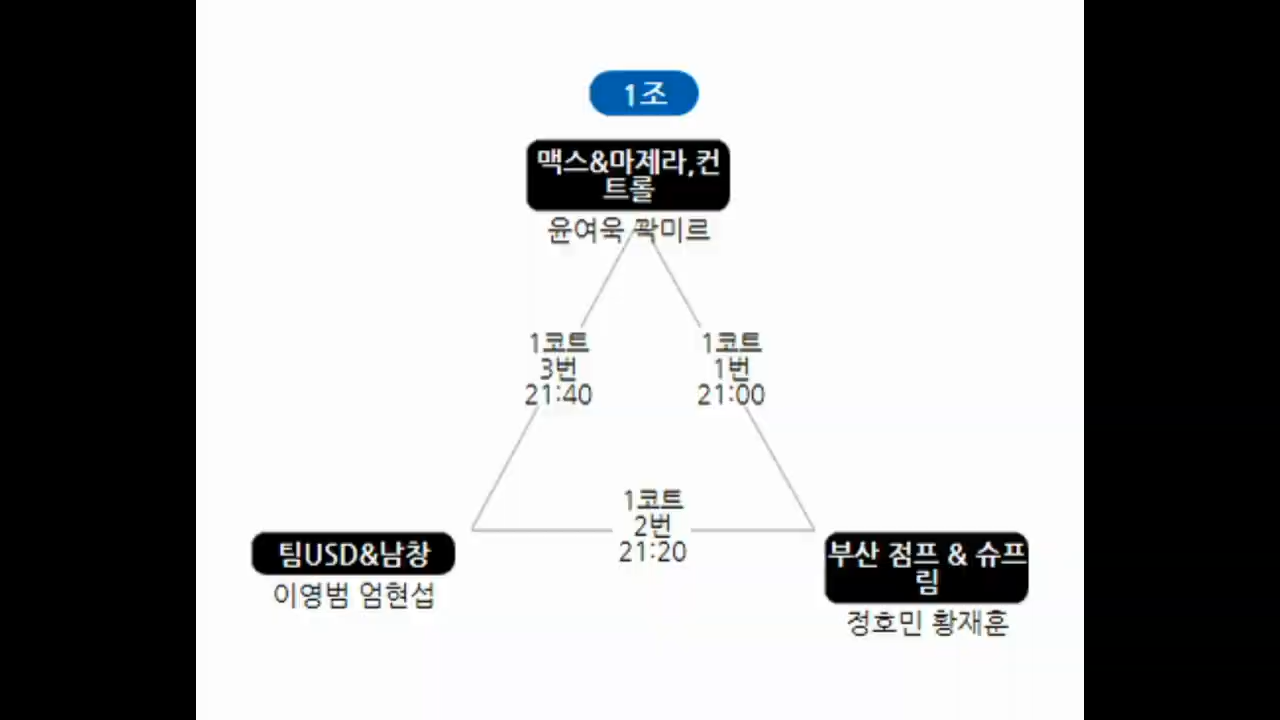 1조
맥스&마제라,컨
트롤
윤여욱 곽미르
1코트
3번
21:40
1코트
1번
21:00
1코트
2번
21:20
팀USD&남창
이영범 엄현섭
부산 점프 & 슈프
림
정호민 황재훈